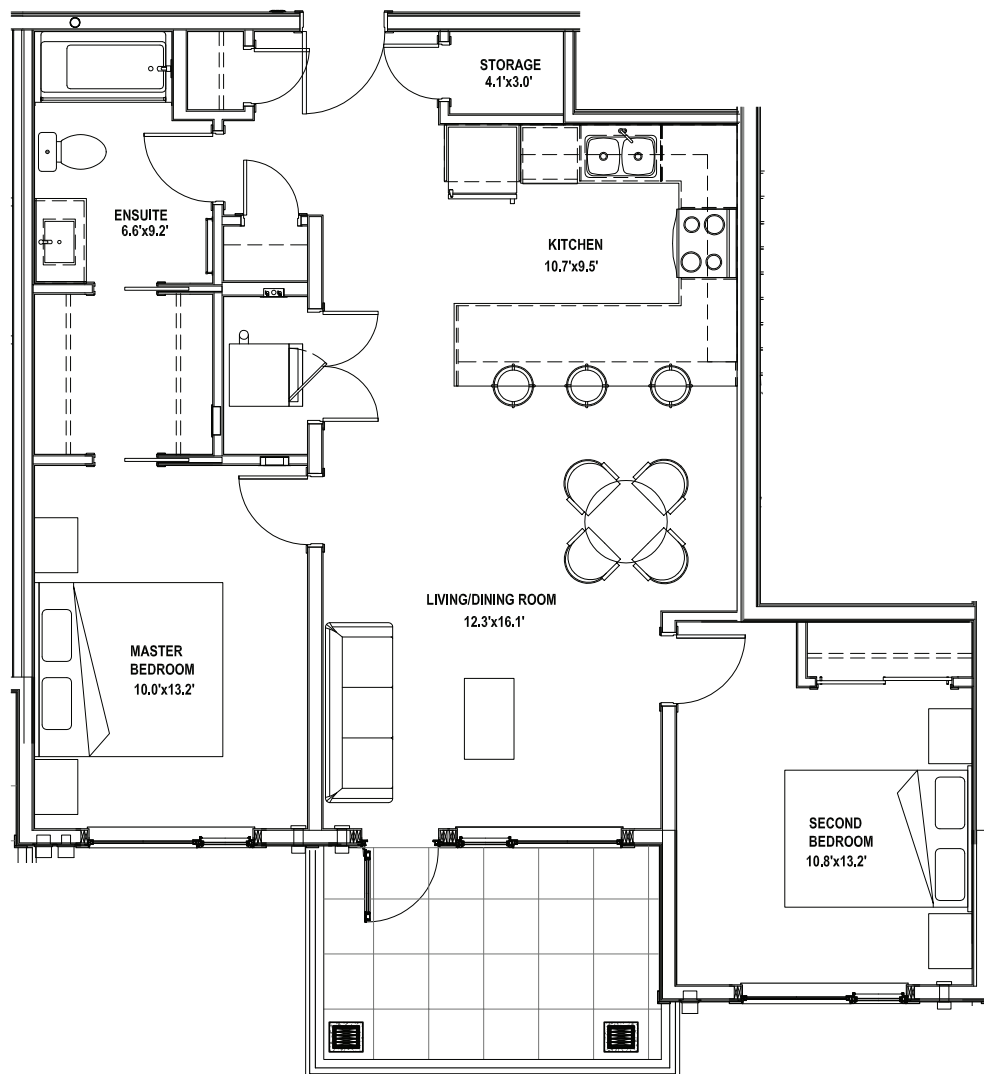 STORAGE
4.1'x3.0'
ENSUITE
6.6'x9.2'
KITCHEN
10.7'x9.5'
LIVING/DINING ROOM
12.3'x16.1'
MASTER
BEDROOM
10.0'x13.2'
SECOND
BEDROOM
10.8'x13.2'